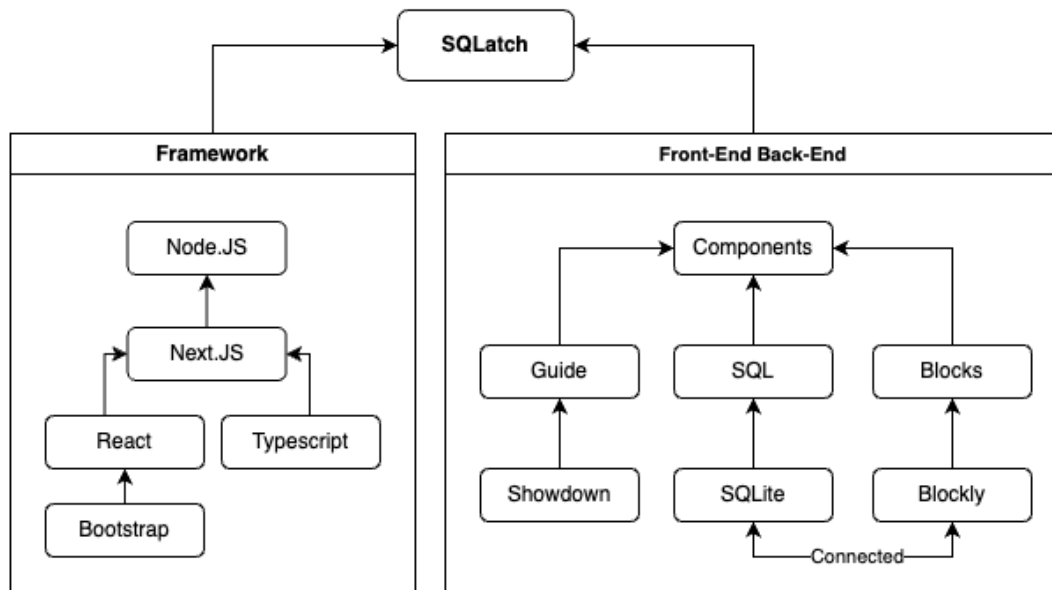 SQLatch
Framework
Node.JS
Next.JS
React
Typescript
Bootstrap
Front-End Back-End
Components
Guide
SQL
Blocks
Showdown
SQLite
Blockly
Connected